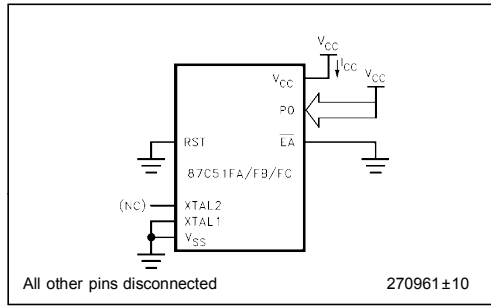 VCC
ICC
VCC
VCC
P0
RST
EA
87C51FA/FB/FC
(NC)
XTAL2
XTAL1
VSS
All other pins disconnected
270961±10